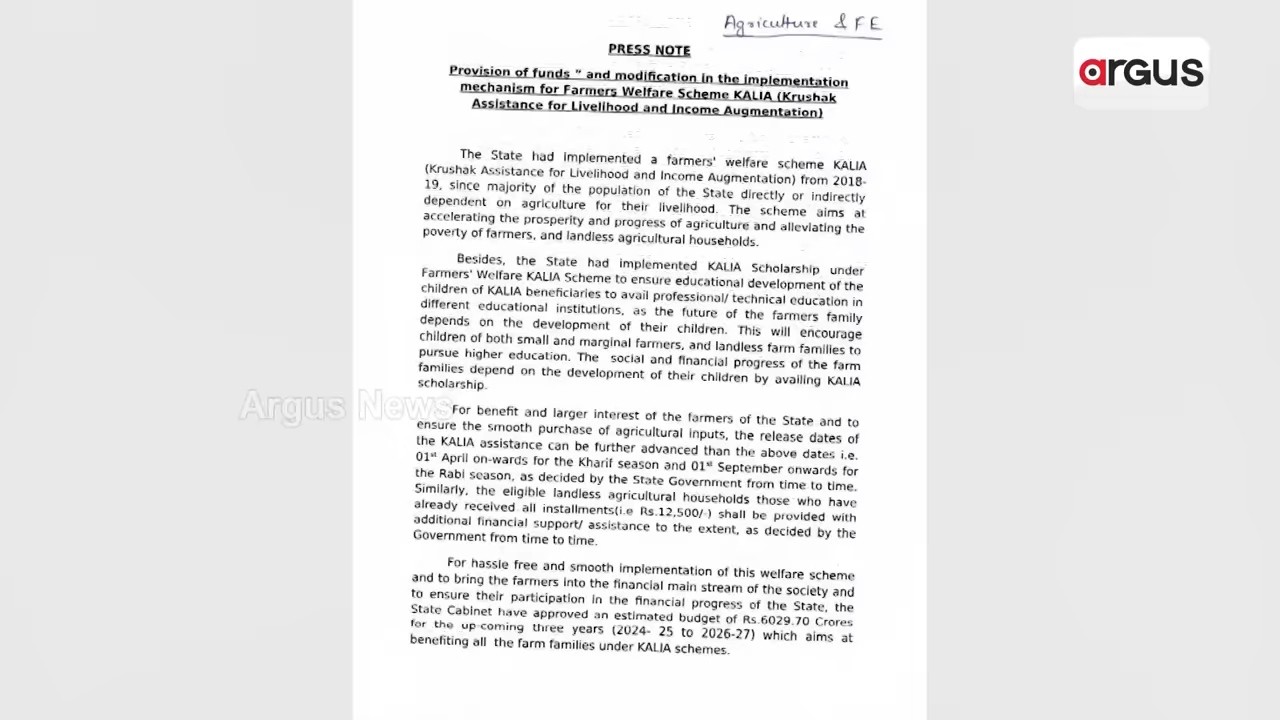 Agriculture & FE
argus
PRESS NOTE
Provision of funds " and modification in the implementation
mechanism for Farmers Welfare Scheme KALIA (Krushak
Assistance for Livelihood and Income Augmentation)
The State had implemented a farmers' welfare scheme KALIA
(Krushak Assistance for Livelihood and Income Augmentation) from 2018-
19, since majority of the population of the State directly or indirectly
dependent on agriculture for their livelihood. The scheme aims at
accelerating the prosperity and progress of agriculture and alleviating the
poverty of farmers, and landless agricultural households.
Besides, the State had implemented KALIA Scholarship under
Farmers' Welfare KALIA Scheme to ensure educational development of the
children of KALIA beneficiaries to avail professional/ technical education in
different educational institutions, as the future of the farmers family
depends on the development of their children. This will encourage
children of both small and marginal farmers, and landless farm families to
pursue higher education. The social and financial progress of the farm
families depend on the development of their children by availing KALIA
scholarship.
Argus News
For benefit and larger interest of the farmers of the State and to
ensure the smooth purchase of agricultural inputs, the release dates of
the KALIA assistance can be further advanced than the above dates i.e.
01st April on-wards for the Kharif season and 01st September onwards for
the Rabi season, as decided by the State Government from time to time.
Similarly, the eligible landless agricultural households those who have
already received all installments(i.e Rs.12,500/-) shall be provided with
additional financial support/ assistance to the extent, as decided by the
Government from time to time.
For hassle free and smooth implementation of this welfare scheme
and to bring the farmers into the financial main stream of the society and
to ensure their participation in the financial progress of the State, the
State Cabinet have approved an estimated budget of Rs.6029.70 Crores
for the up-coming three years (2024- 25 to 2026-27) which aims at
benefiting all the farm families under KALIA schemes.